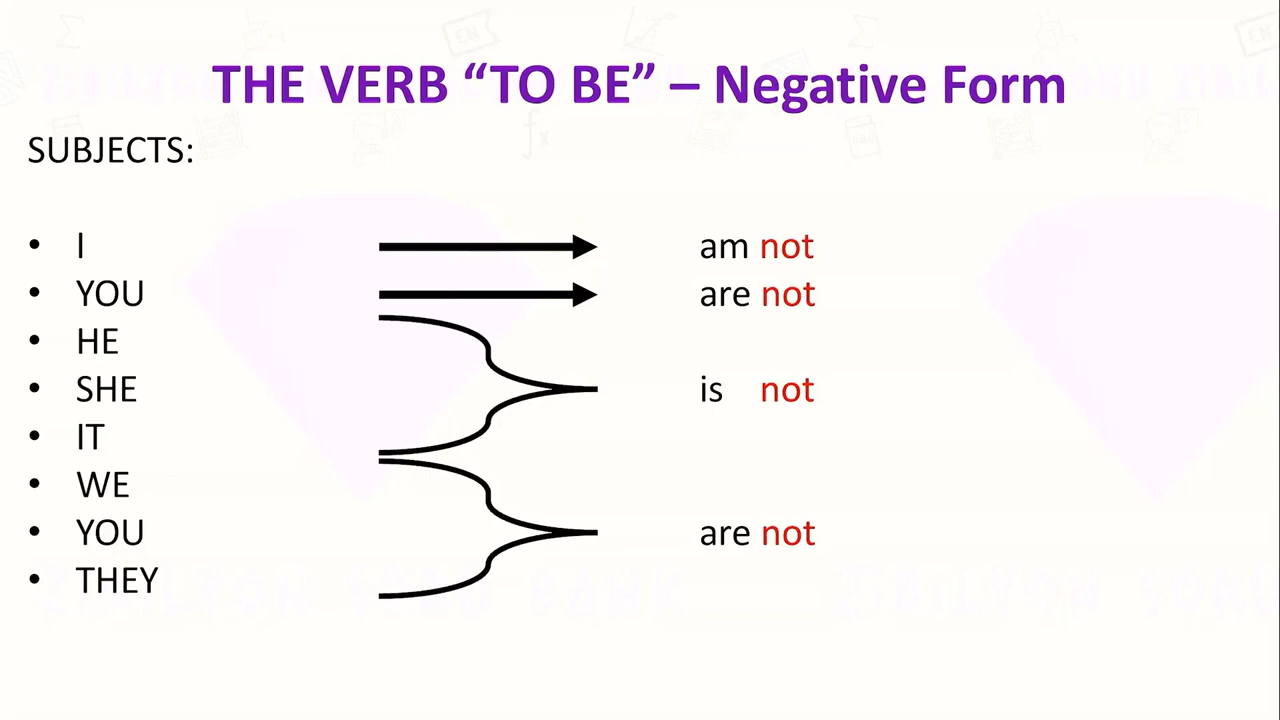 THE VERB “TO BE” – Negative Form
SUBJECTS:
• I am not
• YOU are not
• HE
• SHE is not
• IT
• WE
• YOU are not
• THEY